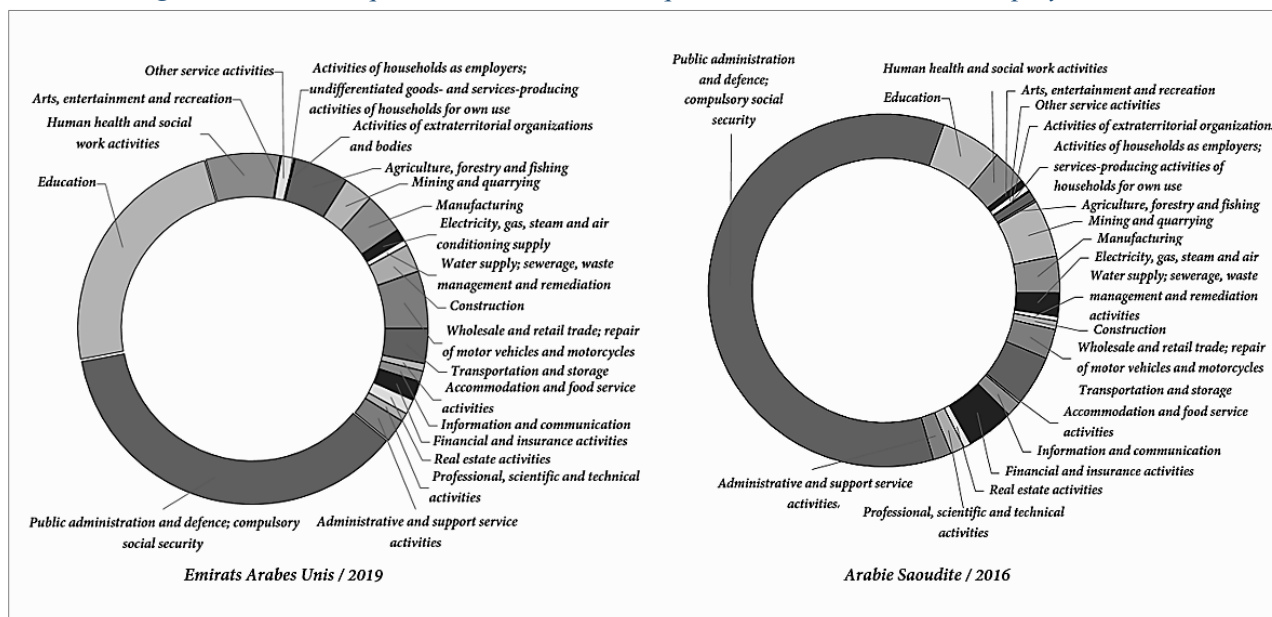 Other service activities
Activities of households as employers;
undifferentiated goods- and services-producing
activities of households for own use
Arts, entertainment and recreation
Activities of extraterritorial organizations
and bodies
Human health and social
work activities
Agriculture, forestry and fishing
Education
Mining and quarrying
Manufacturing
Electricity, gas, steam and air
conditioning supply
Water supply; sewerage, waste
management and remediation
Construction
Wholesale and retail trade; repair
of motor vehicles and motorcycles
Transportation and storage
Accommodation and food service
activities
Information and communication
Financial and insurance activities
Real estate activities
Professional, scientific and technical
activities
Administrative and support service
activities
Public administration and defence; compulsory
social security
Emirats Arabes Unis / 2019
Public administration
and defence;
compulsory social
security
Human health and social work activities
Education
Arts, entertainment and recreation
Other service activities
Activities of extraterritorial organization.
Activities of households as employers;
services-producing activities of
households for own use
Agriculture, forestry and fishing
Mining and quarrying
Manufacturing
Electricity, gas, steam and air
Water supply; sewerage, waste
management and remediation
activities
Construction
Wholesale and retail trade; repair
of motor vehicles and motorcycles
Transportation and storage
Accommodation and food service
activities
Information and communication
Financial and insurance activities
Real estate activities
Professional, scientific and technical
activities
Administrative and support service
activities.
Arabie Saoudite / 2016